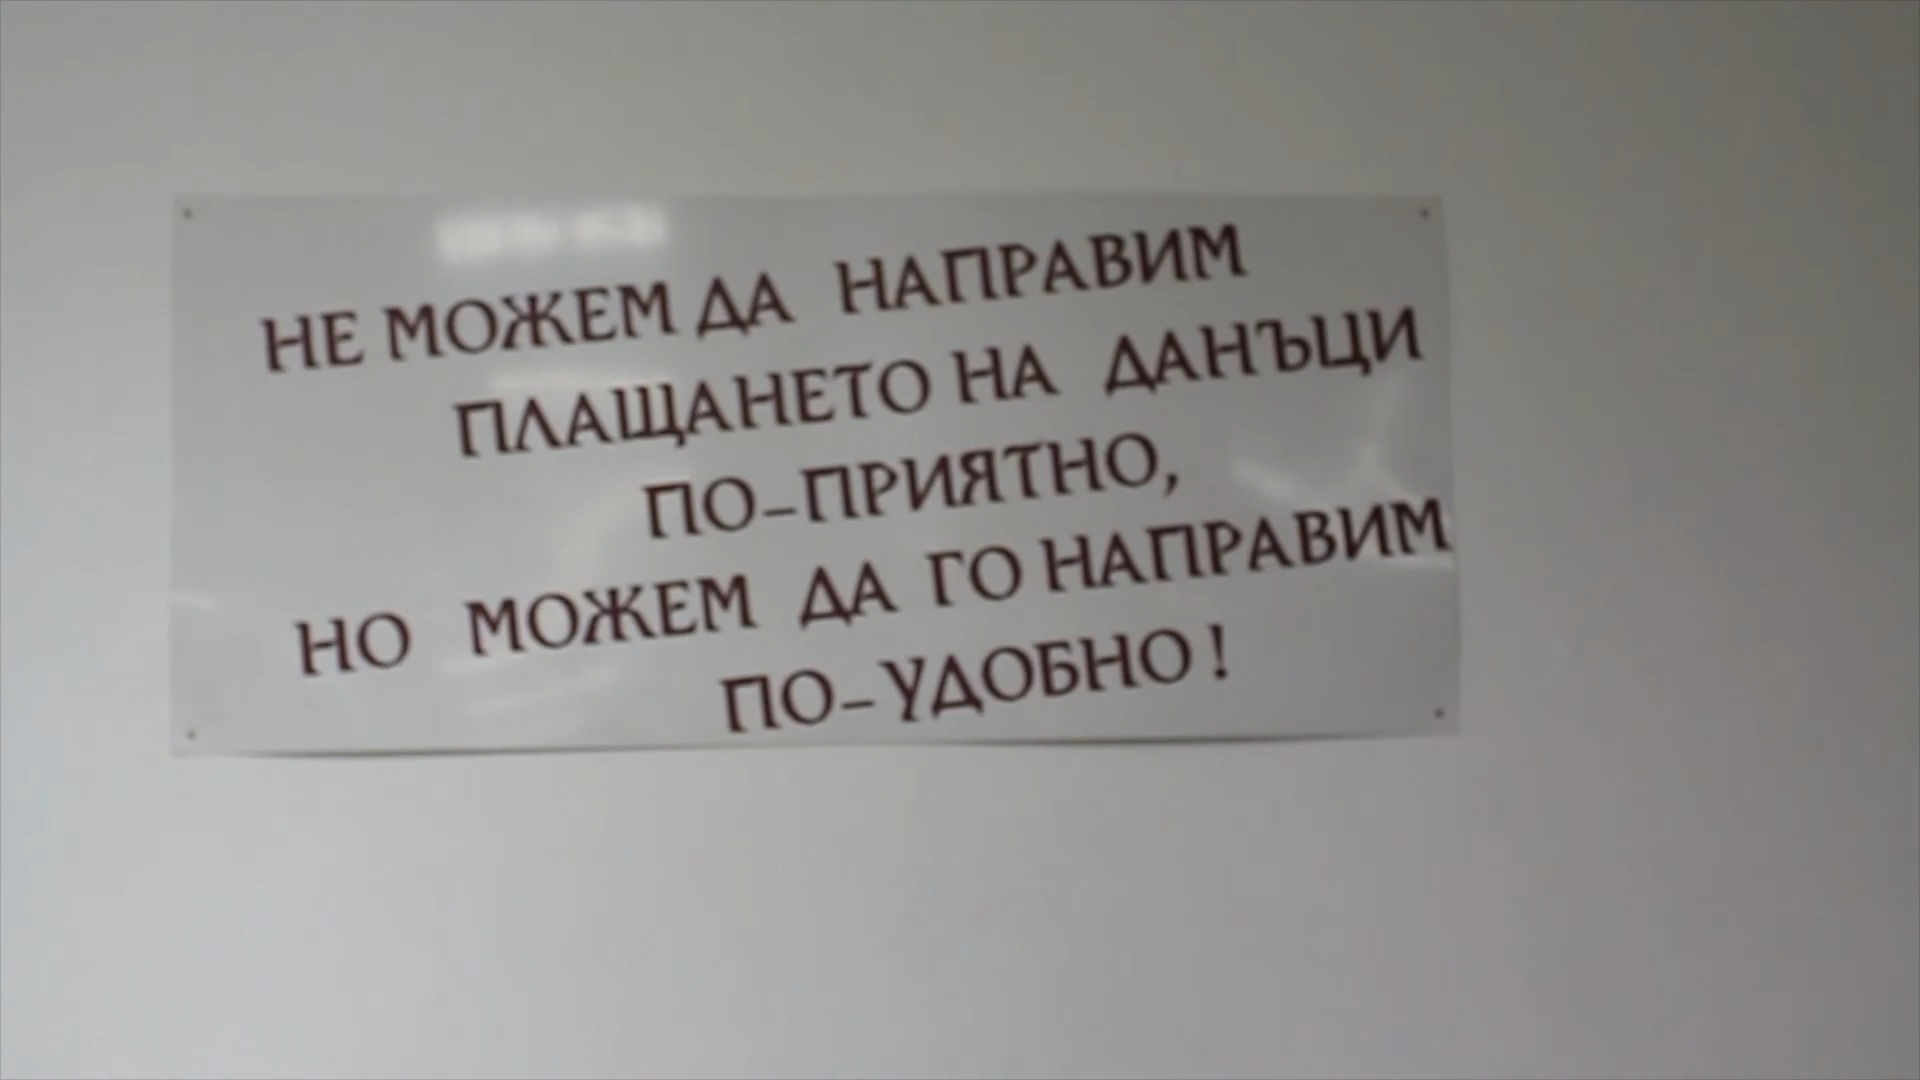 НЕ МОЖЕМ ДА НАПРАВИМ
ПЛАЩАНЕТО НА ДАНЪЦИ
ПО-ПРИЯТНО,
НО МОЖЕМ ДА ГО НАПРАВИМ
ПО-УДОБНО!